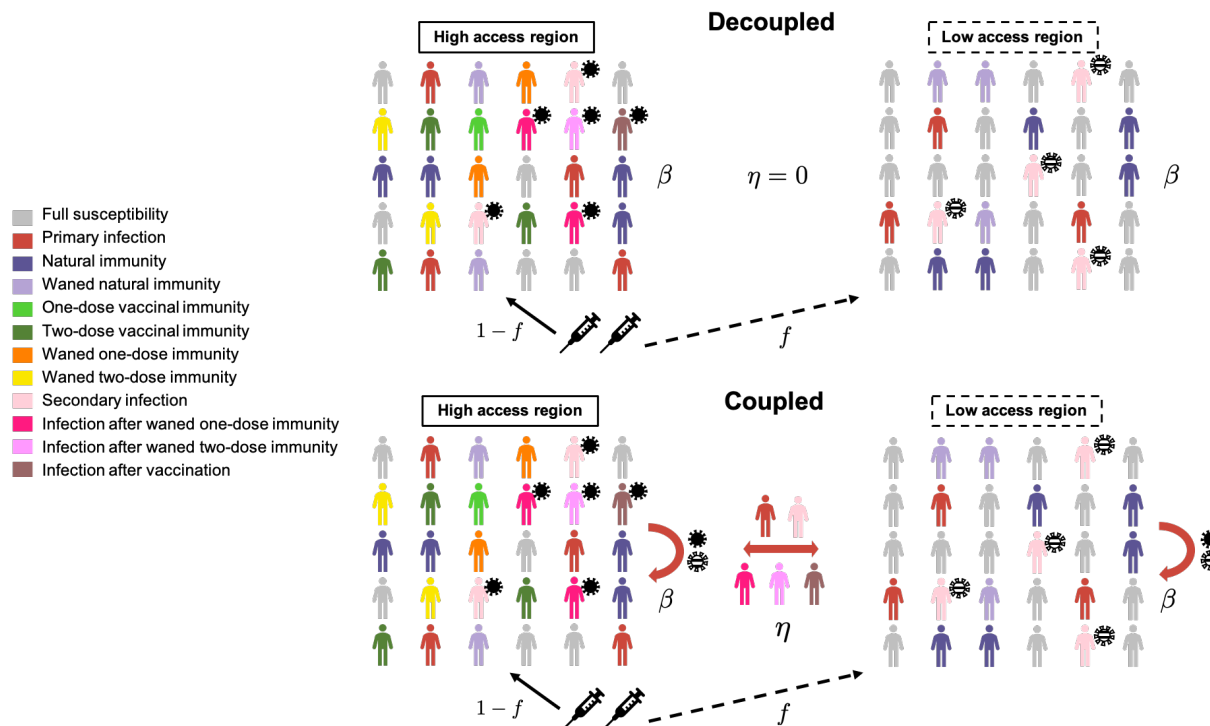 Decoupled
High access region
Low access region
β
η = 0
β
1 − f
f
Full susceptibility
Primary infection
Natural immunity
Waned natural immunity
One-dose vaccinal immunity
Two-dose vaccinal immunity
Waned one-dose immunity
Waned two-dose immunity
Secondary infection
Infection after waned one-dose immunity
Infection after waned two-dose immunity
Infection after vaccination
Coupled
High access region
Low access region
β
η
β
1 − f
f